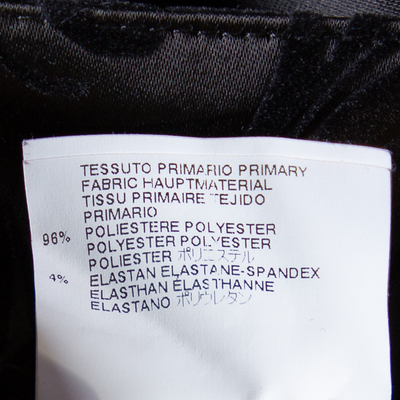 TESSUTO PRIMARIO PRIMARY
FABRIC HAUPTMATERIAL
TISSU PRIMAIRE TEJIDO
PRIMARIO
96% POLIESTERE POLYESTER
POLYESTER POLYESTER
POLIESTER ポリエステル
4% ELASTAN ELASTANE-SPANDEX
ELASTHAN ÉLASTHANNE
ELASTANO ポリウレタン